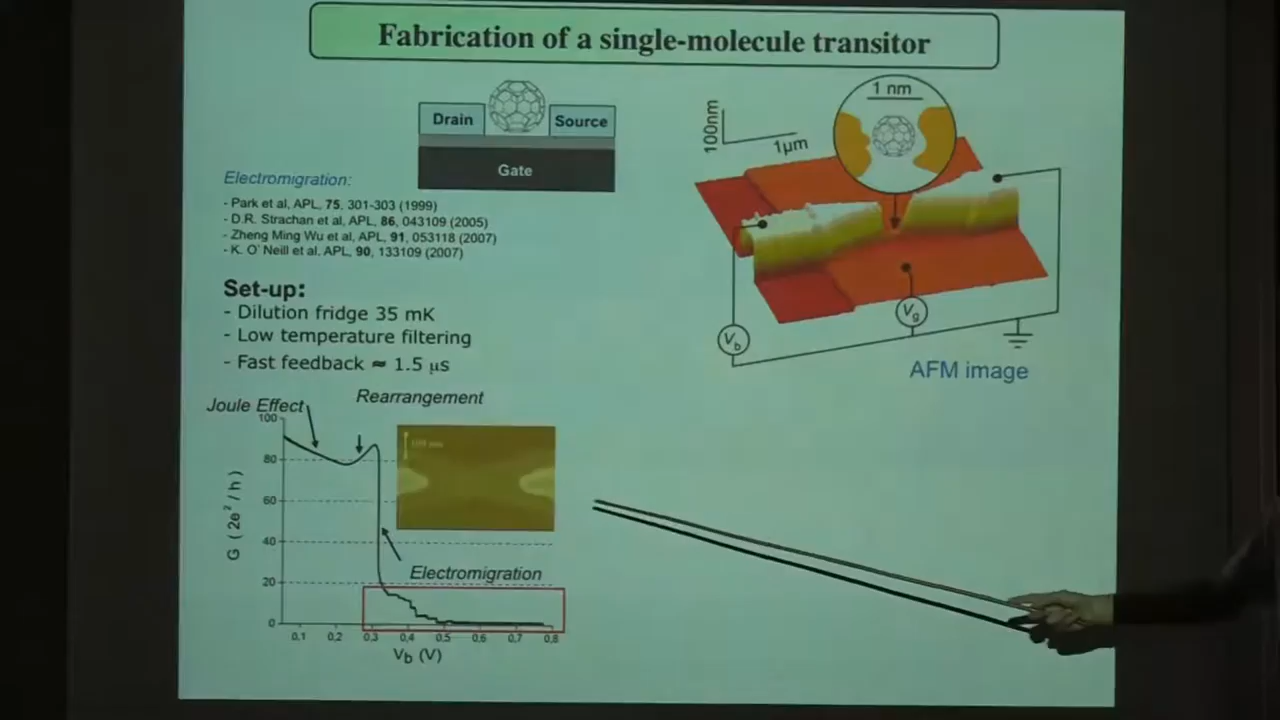 Fabrication of a single-molecule transitor
Drain
Source
Gate
Electromigration:
- Park et al, APL, 75, 301-303 (1999)
- D.R. Strachan et al, APL, 86, 043109 (2005)
- Zheng Ming Wu et al, APL, 91, 053118 (2007)
- K. O' Neill et al. APL, 90, 133109 (2007)
Set-up:
- Dilution fridge 35 mK
- Low temperature filtering
- Fast feedback ≈ 1.5 µs
100nm
1µm
1 nm
Vb
Vg
AFM image
Joule Effect
Rearrangement
Electromigration
G ( 2e² / h )
100
80
60
40
20
0
0,1 0,2 0,3 0,4 0,5 0,6 0,7 0,8
Vb (V)